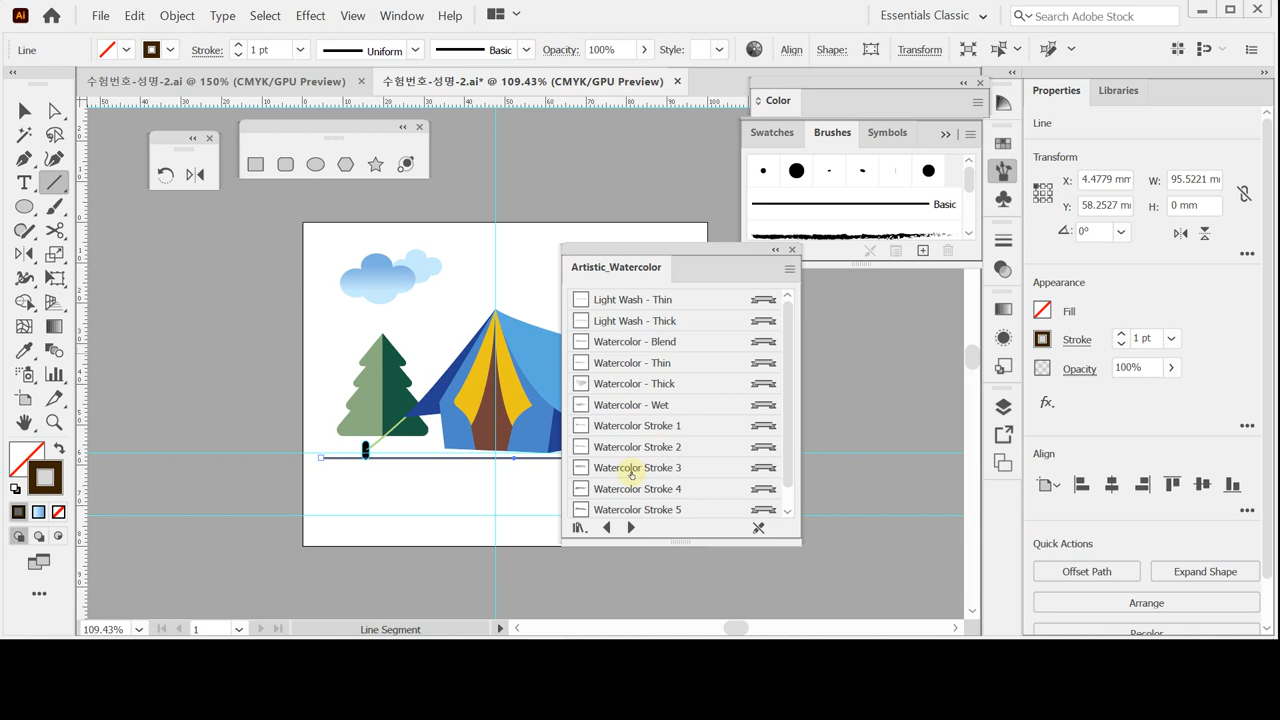 Ai File Edit Object Type Select Effect View Window Help Essentials Classic Search Adobe Stock
Line Stroke: 1 pt Uniform Basic Opacity: 100% Style: Align Shape: Transform
수험번호-성명-2.ai @ 150% (CMYK/GPU Preview) 수험번호-성명-2.ai* @ 109.43% (CMYK/GPU Preview)
Color
Swatches Brushes Symbols
Basic
Artistic_Watercolor
Light Wash - Thin
Light Wash - Thick
Watercolor - Blend
Watercolor - Thin
Watercolor - Thick
Watercolor - Wet
Watercolor Stroke 1
Watercolor Stroke 2
Watercolor Stroke 3
Watercolor Stroke 4
Watercolor Stroke 5
Properties Libraries
Line
Transform
X: 4.4779 mm W: 95.5221 m
Y: 58.2527 mm H: 0 mm
0°
Appearance
Fill
Stroke 1 pt
Opacity 100%
fx.
Align
Quick Actions
Offset Path Expand Shape
Arrange
Recolor
109.43% 1 Line Segment